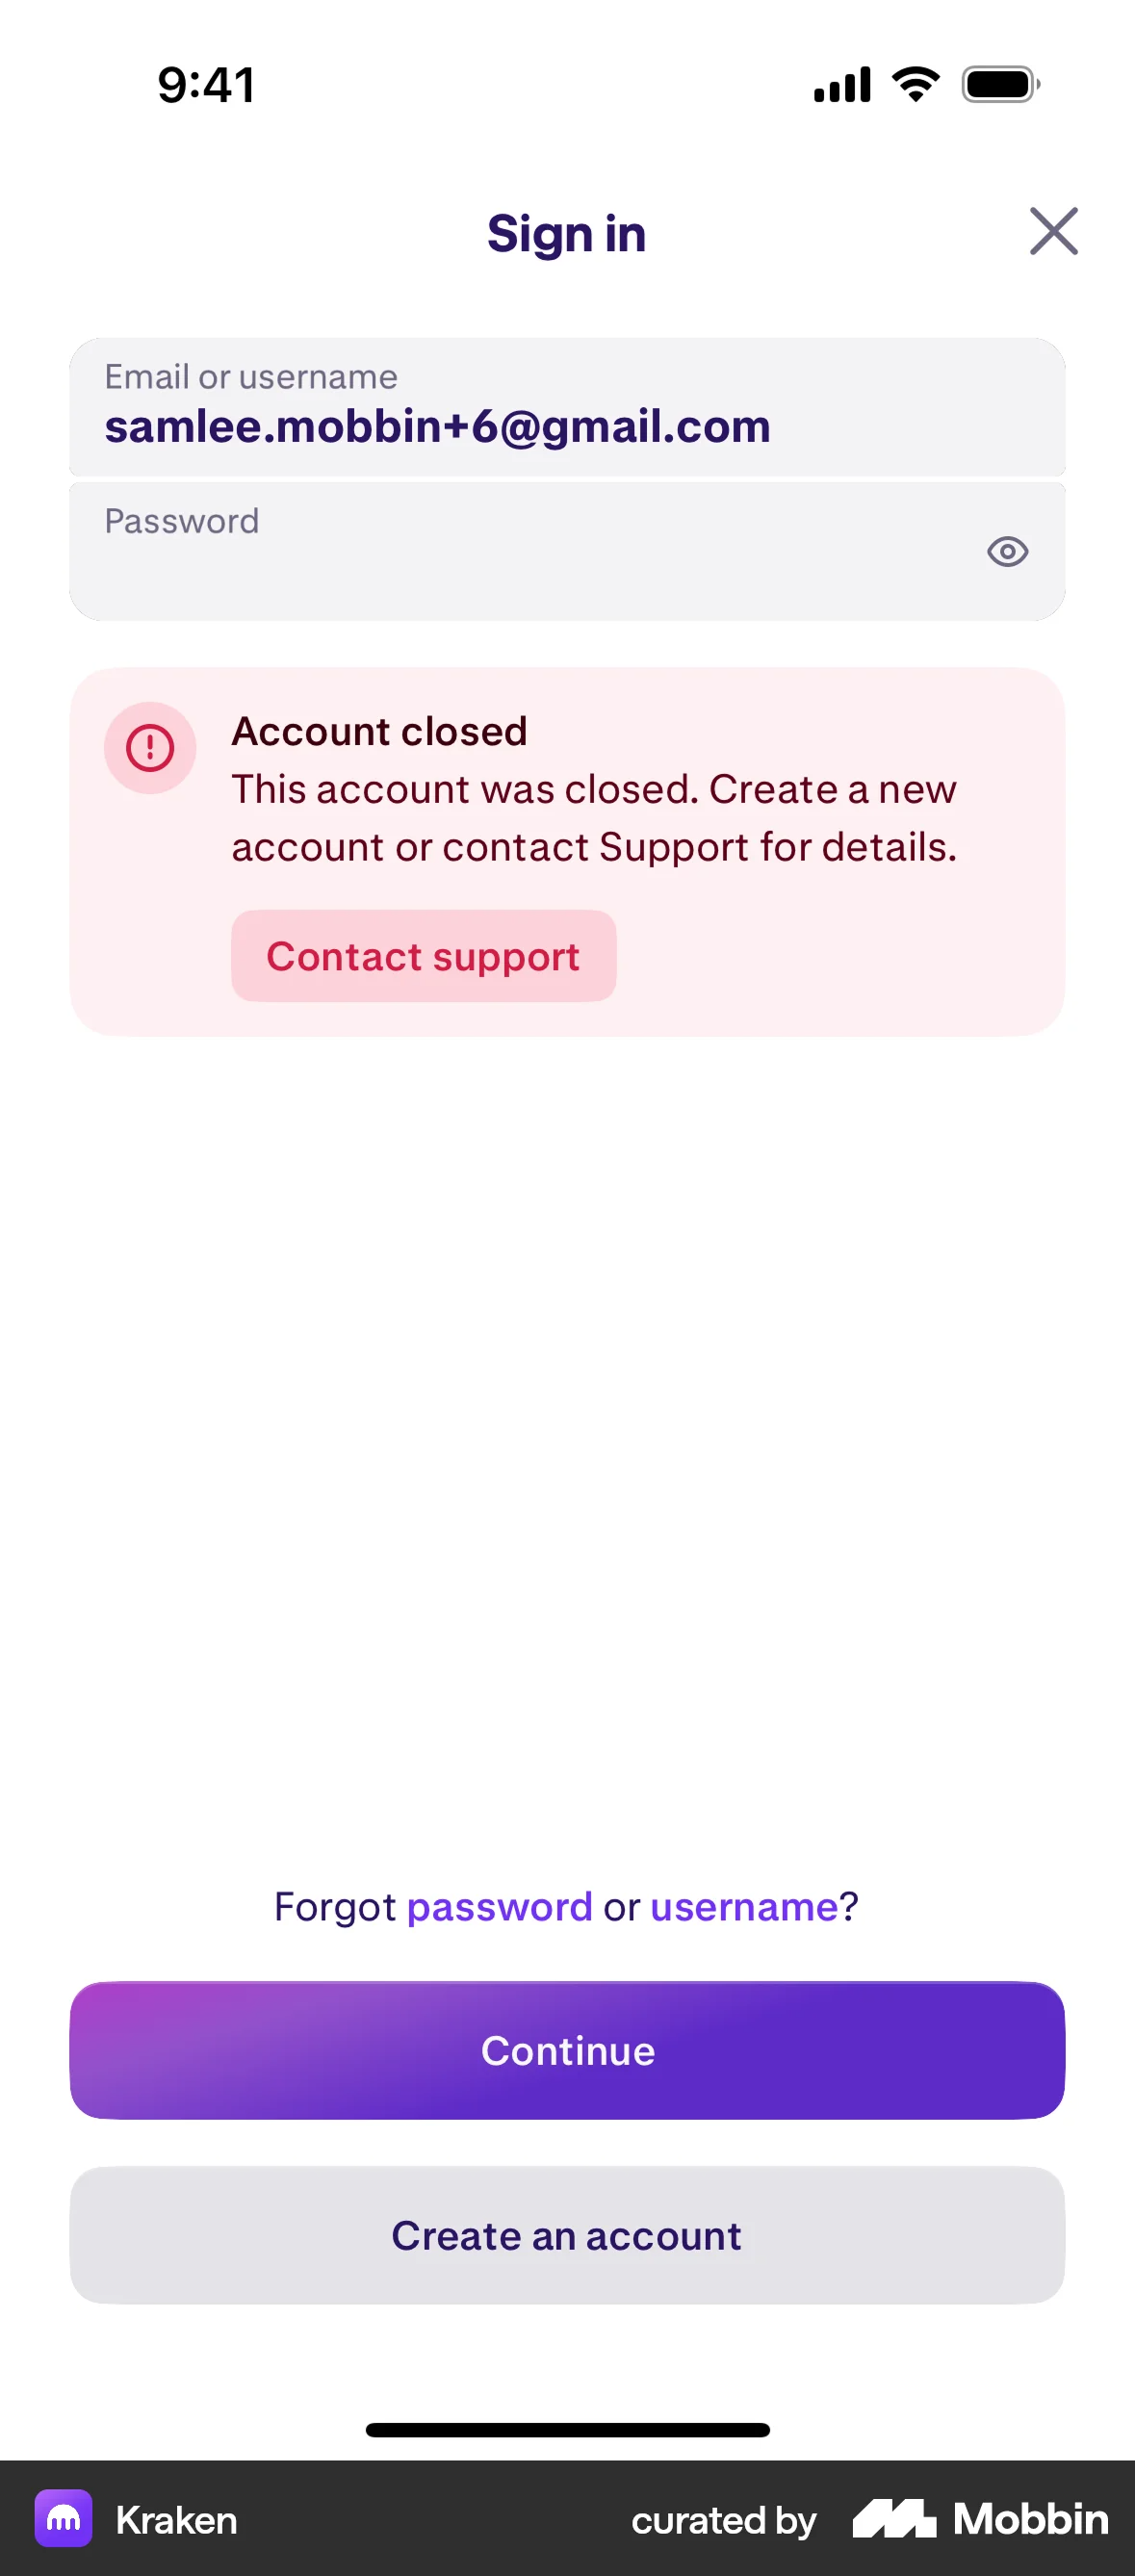 9:41
Sign in
Email or username
samlee.mobbin+6@gmail.com
Password
Account closed
This account was closed. Create a new
account or contact Support for details.
Contact support
Forgot password or username?
Continue
Create an account
Kraken
curated by Mobbin